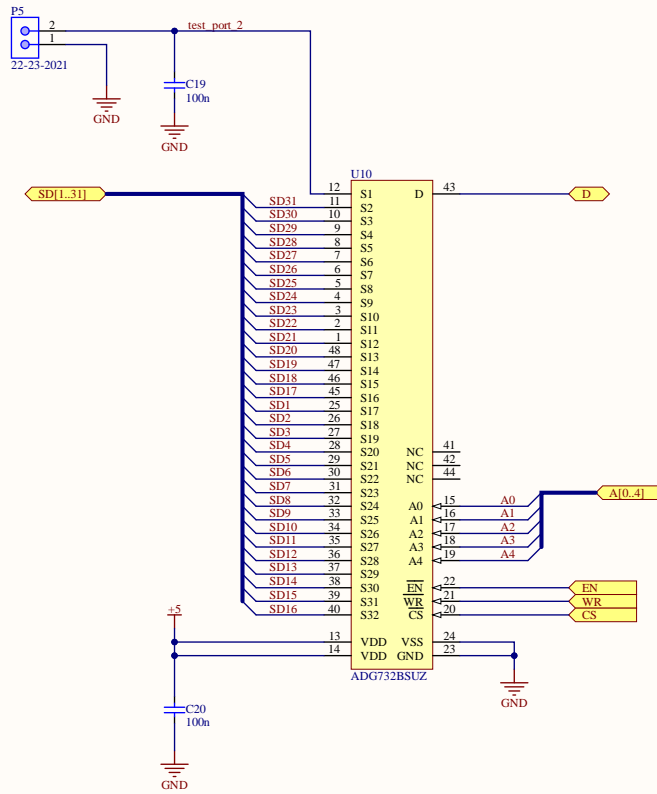 P5
2
1
22-23-2021
test_port_2
C19
100n
GND
GND
U10
SD[1..31]
12 S1 D 43 D
SD31 11 S2
SD30 10 S3
SD29 9 S4
SD28 8 S5
SD27 7 S6
SD26 6 S7
SD25 5 S8
SD24 4 S9
SD23 3 S10
SD22 2 S11
SD21 1 S12
SD20 48 S13
SD19 47 S14
SD18 46 S15
SD17 45 S16
SD1 25 S17
SD2 26 S18
SD3 27 S19
SD4 28 S20 NC 41
SD5 29 S21 NC 42
SD6 30 S22 NC 44
SD7 31 S23 A[0..4]
SD8 32 S24 A0 15 A0
SD9 33 S25 A1 16 A1
SD10 34 S26 A2 17 A2
SD11 35 S27 A3 18 A3
SD12 36 S28 A4 19 A4
SD13 37 S29
SD14 38 S30 EN 22 EN
SD15 39 S31 WR 21 WR
SD16 40 S32 CS 20 CS
+5
13 VDD VSS 24
14 VDD GND 23
ADG732BSUZ
GND
C20
100n
GND